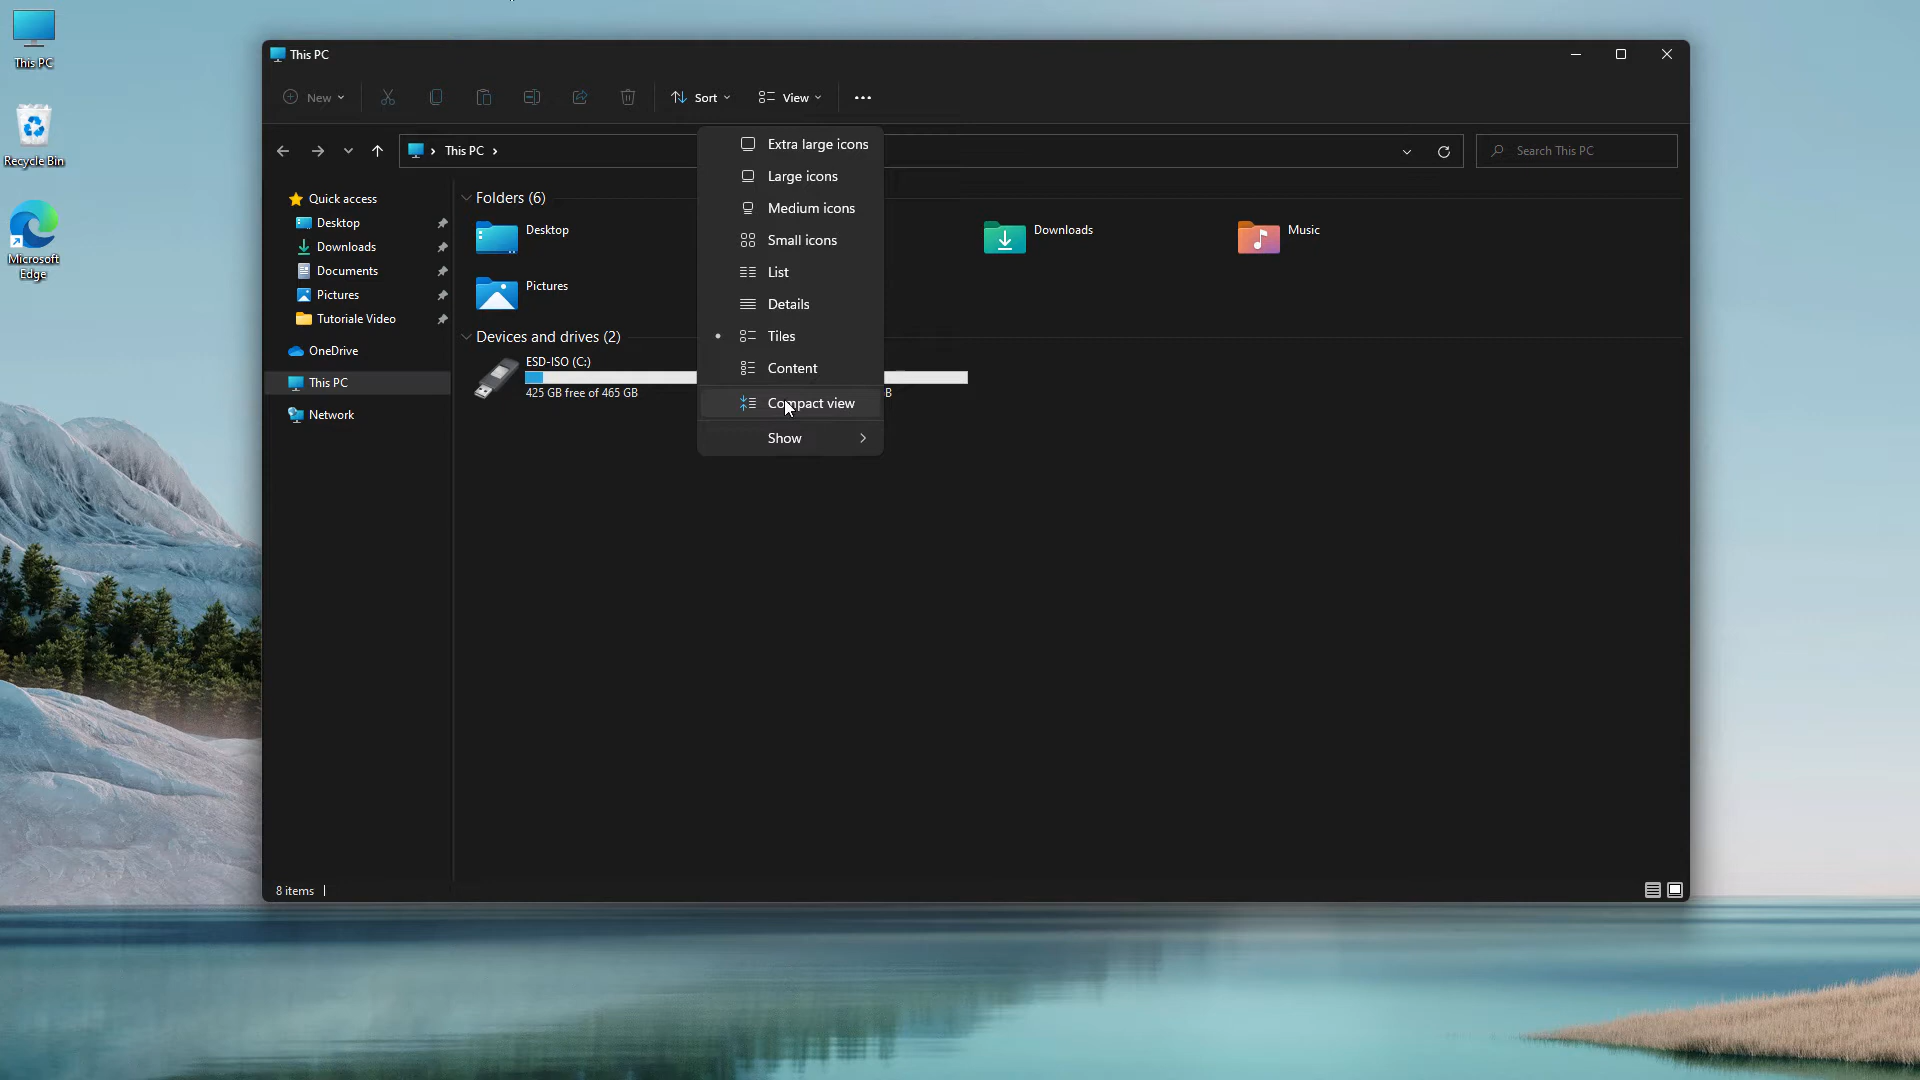 This PC
Recycle Bin
Microsoft
Edge
This PC
New
Sort
View
This PC
Search This PC
Quick access
Desktop
Downloads
Documents
Pictures
Tutoriale Video
OneDrive
This PC
Network
Folders (6)
Desktop
Downloads
Music
Pictures
Devices and drives (2)
ESD-ISO (C:)
425 GB free of 465 GB
B
Extra large icons
Large icons
Medium icons
Small icons
List
Details
Tiles
Content
Compact view
Show
8 items